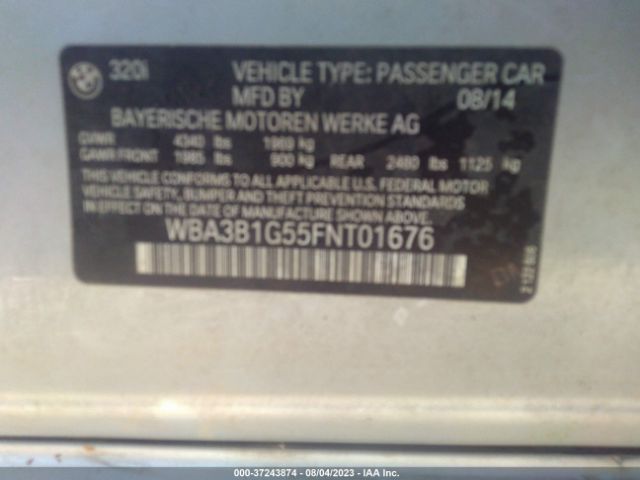 320i VEHICLE TYPE: PASSENGER CAR
MFD BY 08/14
BAYERISCHE MOTOREN WERKE AG
GVWR 4340 lbs 1969 kg
GAWR FRONT 1985 lbs 900 kg REAR 2480 lbs 1125 kg
THIS VEHICLE CONFORMS TO ALL APPLICABLE U.S. FEDERAL MOTOR
VEHICLE SAFETY, BUMPER AND THEFT PREVENTION STANDARDS
IN EFFECT ON THE DATE OF MANUFACTURE SHOWN ABOVE.
WBA3B1G55FNT01676
000-37243874 | 08/04/2023 - IAA Inc.